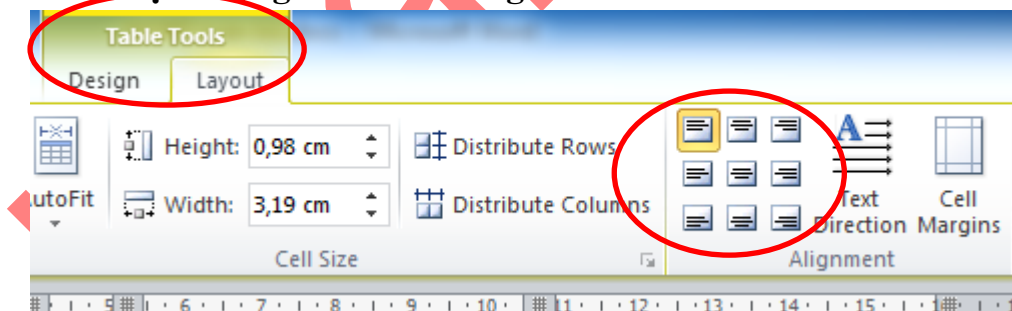 Table Tools
Design Layout
Height: 0,98 cm Distribute Rows
AutoFit Width: 3,19 cm Distribute Columns Text Direction Cell Margins
Cell Size Alignment
5 6 7 8 9 10 11 12 13 14 15